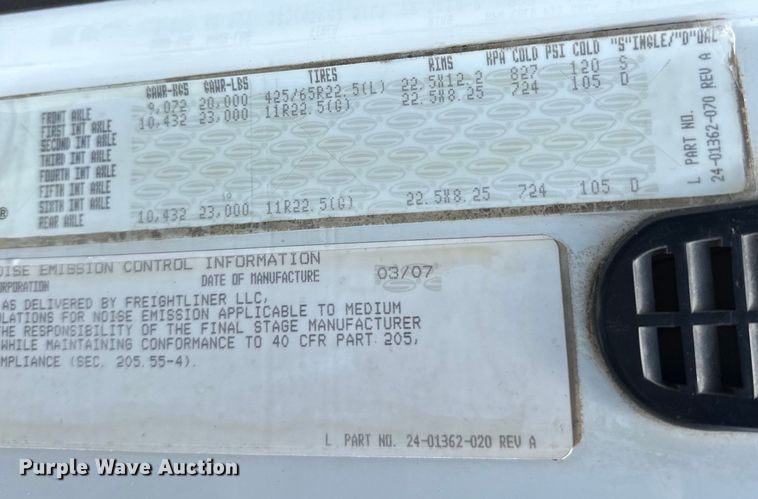 GAWR-KGS GAWR-LBS TIRES RIMS KPA COLD PSI COLD "S"INGLE/"D"UAL
FRONT AXLE 9,072 20,000 425/65R22.5(L) 22.5X12.2 827 120 S
FIRST INT AXLE 10,432 23,000 11R22.5(G) 22.5X8.25 724 105 D
SECOND INT AXLE
THIRD INT AXLE
FOURTH INT AXLE
FIFTH INT AXLE
SIXTH INT AXLE
REAR AXLE 10,432 23,000 11R22.5(G) 22.5X8.25 724 105 D
L PART NO.
24-01362-070 REV A
®
OISE EMISSION CONTROL INFORMATION
ORPORATION DATE OF MANUFACTURE 03/07
AS DELIVERED BY FREIGHTLINER LLC,
OLATIONS FOR NOISE EMISSION APPLICABLE TO MEDIUM
THE RESPONSIBILITY OF THE FINAL STAGE MANUFACTURER
WHILE MAINTAINING CONFORMANCE TO 40 CFR PART 205,
MPLIANCE (SEC. 205.55-4).
L PART NO. 24-01362-020 REV A
Purple Wave Auction